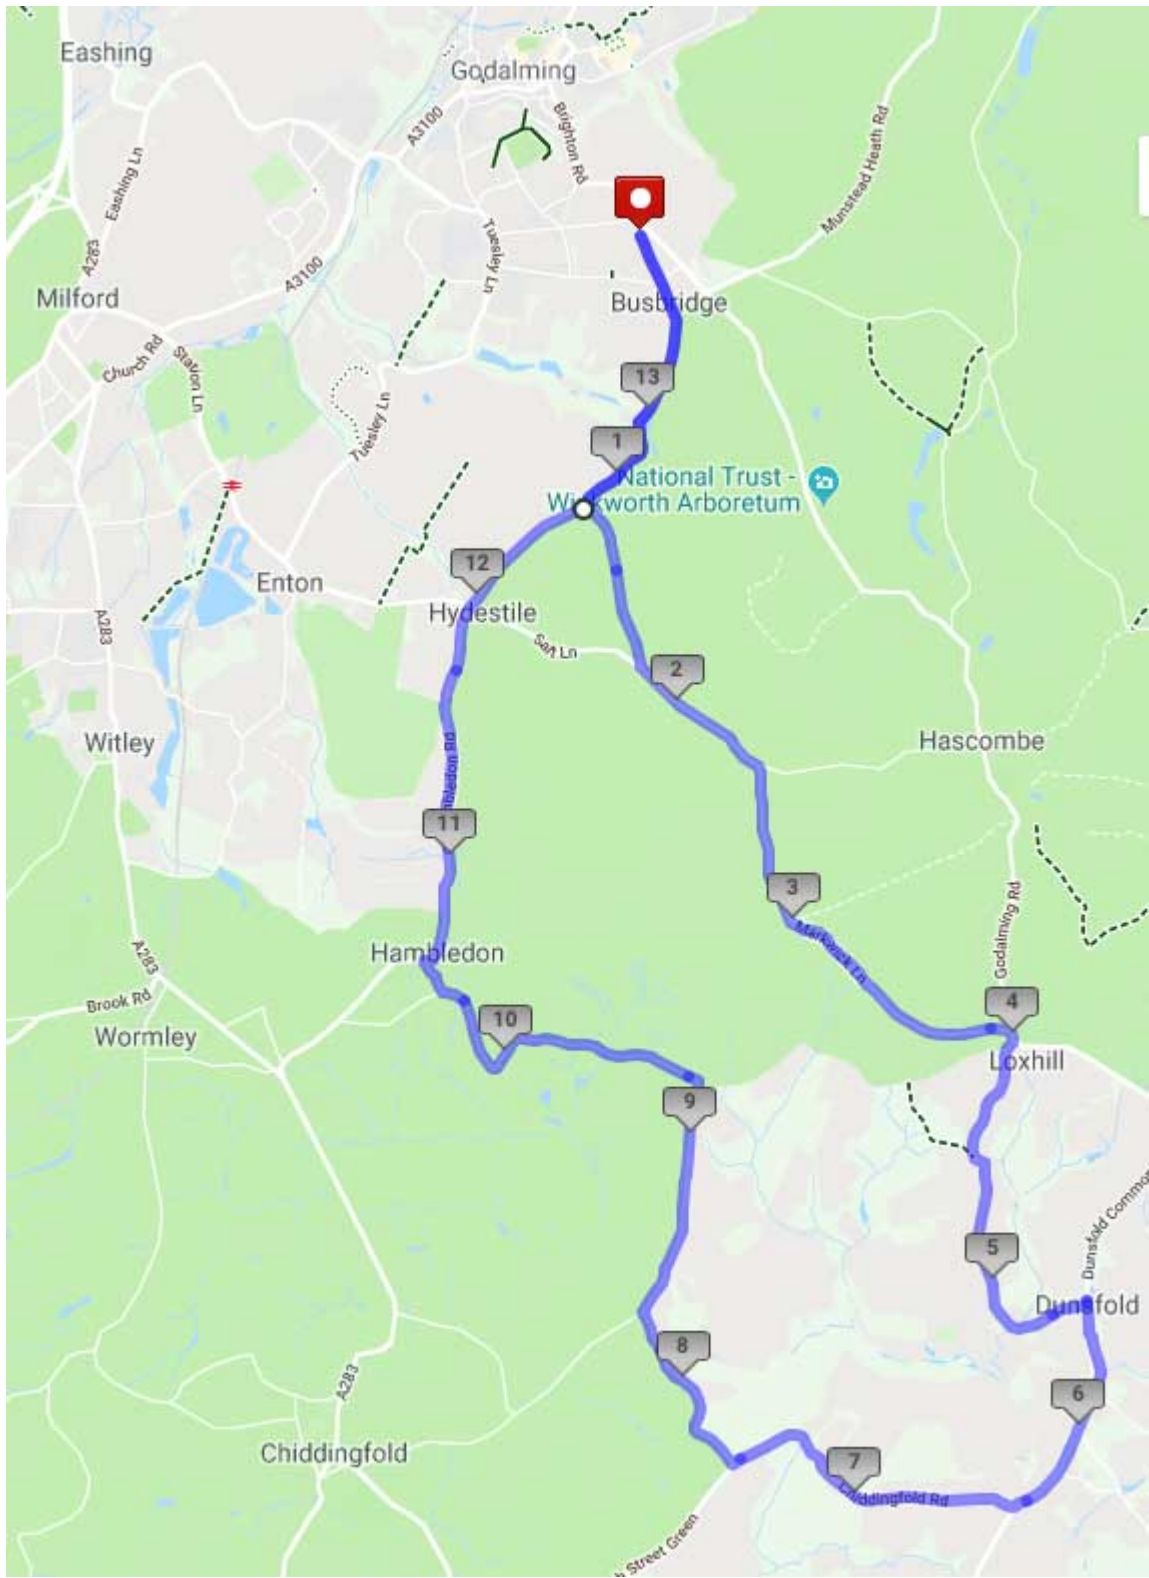 Eashing
Godalming
A3100
Brighton Rd
Eashing Ln
Munstead Heath Rd
Tuesley Ln
A283
A3100
Milford
Busbridge
Church Rd
Station Ln
13
Tuesley Ln
1
National Trust -
Winkworth Arboretum
12
Enton
Hydestile
A283
Salt Ln
2
Witley
Hascombe
mbledon Rd
11
3
Markwick Ln
Godalming Rd
Hambledon
A283
Brook Rd
10
4
Wormley
Loxhill
9
Dunsfold Common
5
Dunsfold
8
A283
6
Chiddingfold
7
Chiddingfold Rd
h Street Green